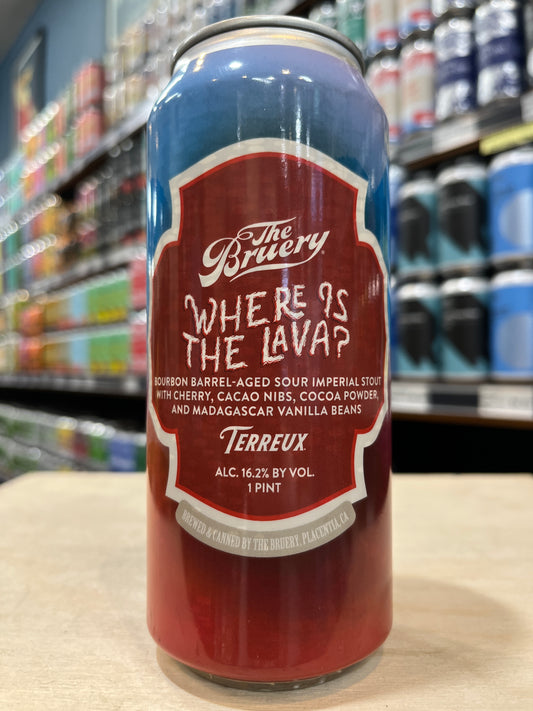 The
Bruery
WHERE IS
THE LAVA?
BOURBON BARREL-AGED SOUR IMPERIAL STOUT
WITH CHERRY, CACAO NIBS, COCOA POWDER,
AND MADAGASCAR VANILLA BEANS
TERREUX
ALC. 16.2% BY VOL.
1 PINT
BREWED & CANNED BY THE BRUERY, PLACENTIA, CA